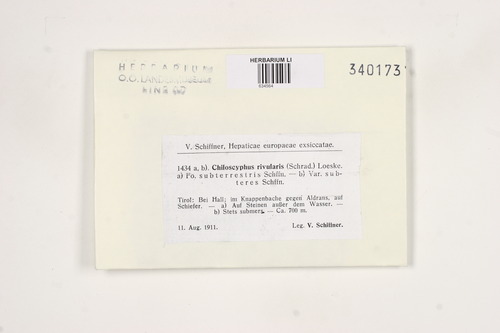 HERBARIUM
O.Ö. LANDESMUSEUM
LINZ
HERBARIUM LI
340173
V. Schiffner, Hepaticae europaeae exsiccatae.
1434 a, b). Chiloscyphus rivularis (Schrad.) Loeske.
a) Fo. subterrestris Schffn. — b) Var. sub-
teres Schffn.
Tirol: Bei Hall; im Knappenbache gegen Aldrans, auf
Schiefer. — a) Auf Steinen außer dem Wasser. —
b) Stets submers. — Ca. 700 m.
11. Aug. 1911.
Leg. V. Schiffner.